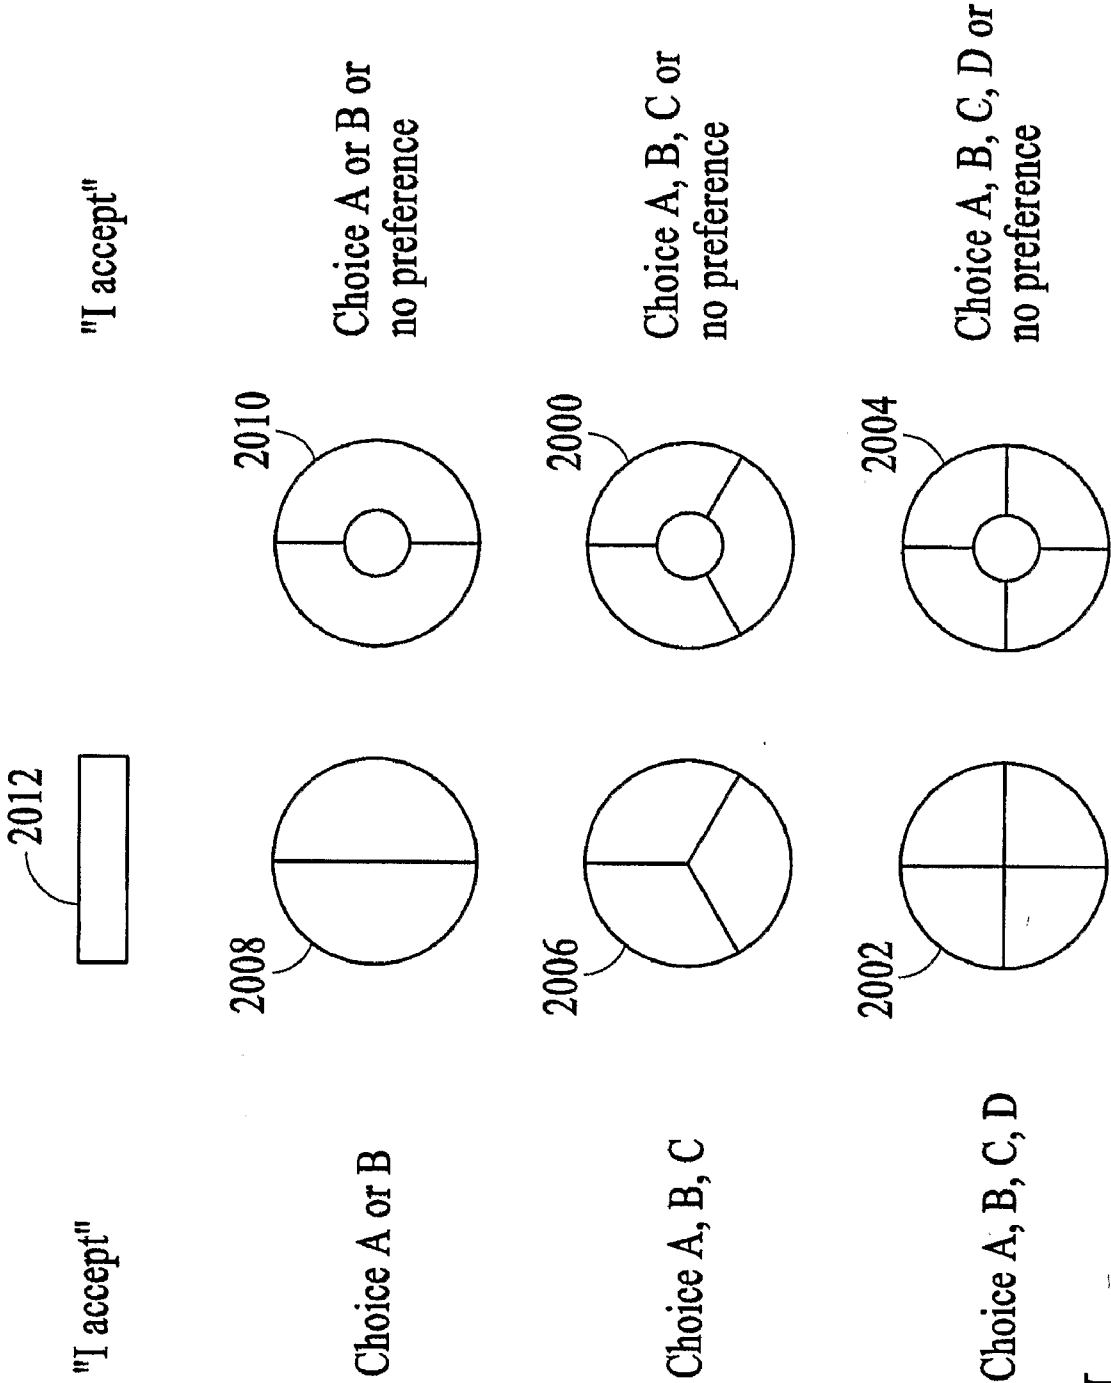 2012
"I accept"
"I accept"
2008
2010
Choice A or B
Choice A or B or
no preference
2006
2000
Choice A, B, C
Choice A, B, C or
no preference
2002
2004
Choice A, B, C, D
Choice A, B, C, D or
no preference